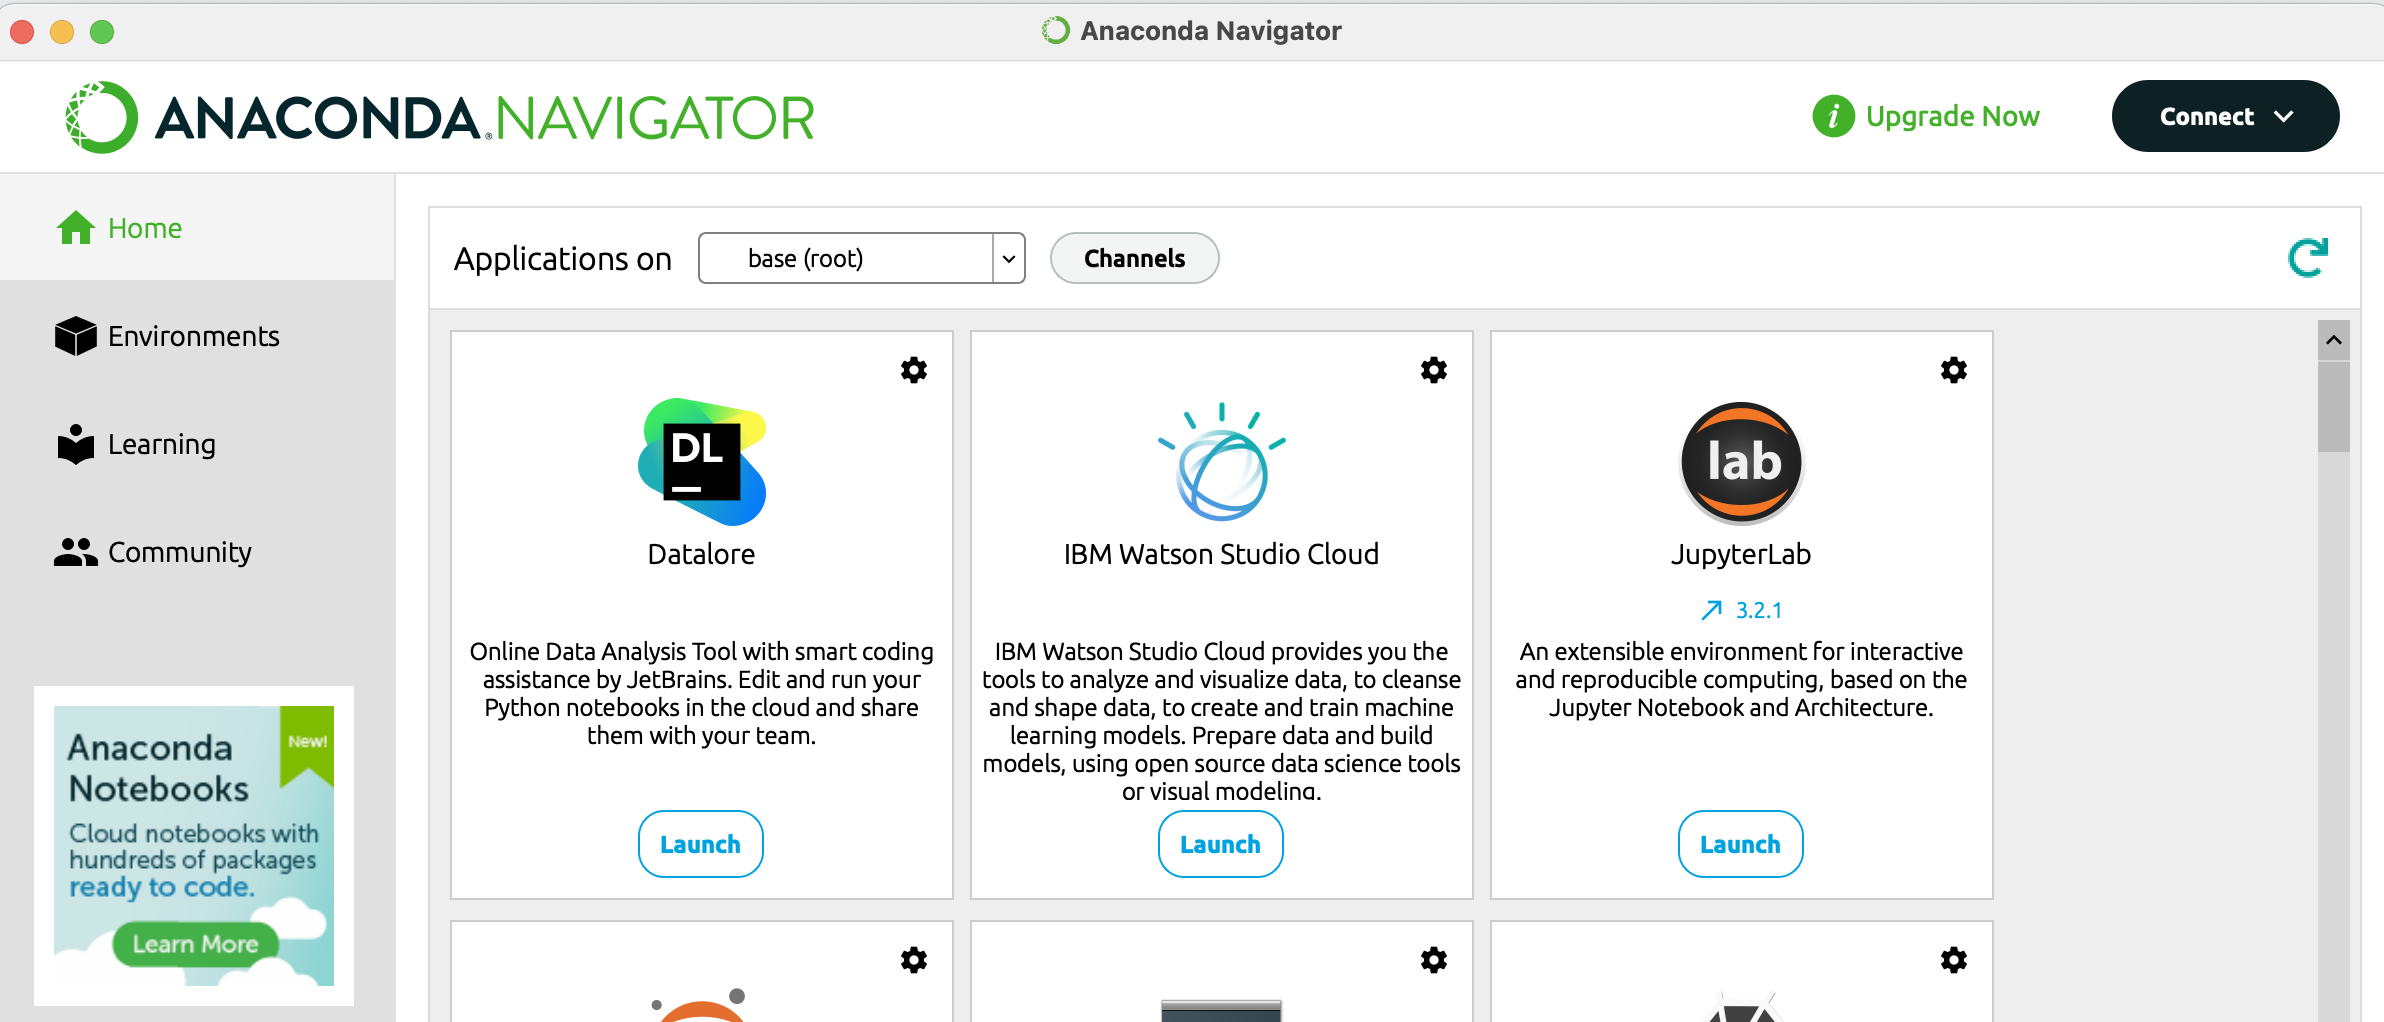 Anaconda Navigator
ANACONDA.NAVIGATOR
Upgrade Now
Connect
Home
Environments
Learning
Community
Anaconda
Notebooks
New!
Cloud notebooks with
hundreds of packages
ready to code.
Learn More
Applications on
base (root)
Channels
DL
Datalore
Online Data Analysis Tool with smart coding
assistance by JetBrains. Edit and run your
Python notebooks in the cloud and share
them with your team.
Launch
IBM Watson Studio Cloud
IBM Watson Studio Cloud provides you the
tools to analyze and visualize data, to cleanse
and shape data, to create and train machine
learning models. Prepare data and build
models, using open source data science tools
or visual modeling.
Launch
lab
JupyterLab
3.2.1
An extensible environment for interactive
and reproducible computing, based on the
Jupyter Notebook and Architecture.
Launch